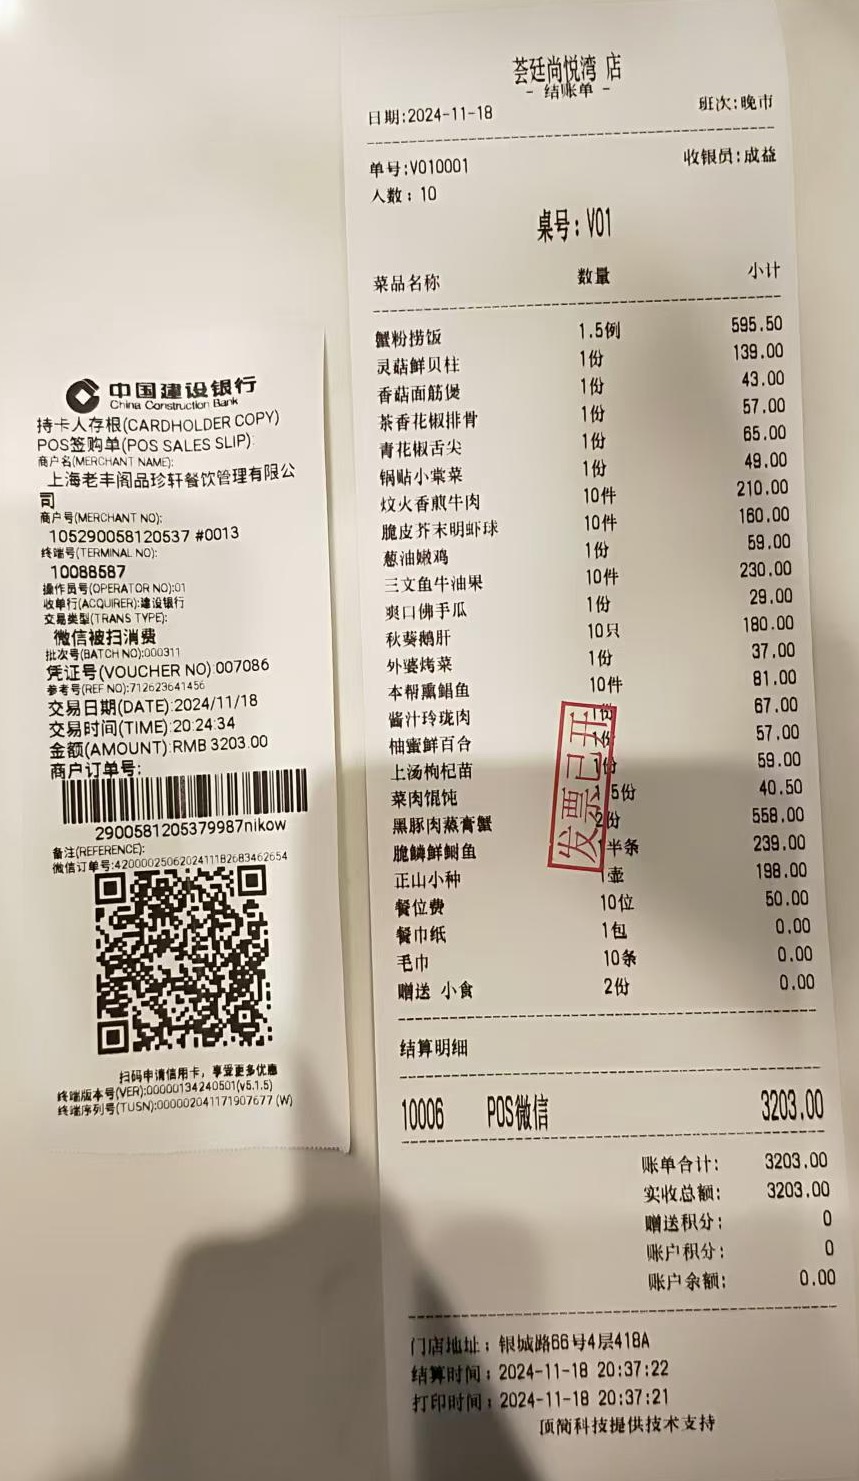 中国建设银行
China Construction Bank
持卡人存根(CARDHOLDER COPY)
POS签购单(POS SALES SLIP):
商户名(MERCHANT NAME):
上海老丰阁品珍轩餐饮管理有限公
司
商户号(MERCHANT NO):
105290058120537 #0013
终端号(TERMINAL NO):
10088587
操作员号(OPERATOR NO):01
收单行(ACQUIRER):建设银行
交易类型(TRANS TYPE):
微信被扫消费
批次号(BATCH NO):000311
凭证号(VOUCHER NO):007086
参考号(REF NO):712623641456
交易日期(DATE):2024/11/18
交易时间(TIME):20:24:34
金额(AMOUNT):RMB 3203.00
商户订单号:
2900581205379987nikow
备注(REFERENCE):
微信订单号:4200002506202411182683462654
扫码申请信用卡，享受更多优惠
终端版本号(VER):00000134240501(v5.1.5)
终端序列号(TUSN):000002041171907677 (W)
荟廷尚悦湾 店
- 结账单 -
日期:2024-11-18 班次:晚市
单号:V010001 收银员:成益
人数：10
桌号：V01
菜品名称 数量 小计
蟹粉捞饭 1.5例 595.50
灵菇鲜贝柱 1份 139.00
香菇面筋煲 1份 43.00
茶香花椒排骨 1份 57.00
青花椒舌尖 1份 65.00
锅贴小棠菜 1份 49.00
炆火香煎牛肉 10件 210.00
脆皮芥末明虾球 10件 160.00
葱油嫩鸡 1份 59.00
三文鱼牛油果 10件 230.00
爽口佛手瓜 1份 29.00
秋葵鹅肝 10只 180.00
外婆烤菜 1份 37.00
本帮熏鲳鱼 10件 81.00
酱汁玲珑肉 份 67.00
柚蜜鲜百合 57.00
上汤枸杞苗 1份 59.00
菜肉馄饨 5份 40.50
黑豚肉蒸膏蟹 2份 558.00
脆鳞鲜鲥鱼 半条 239.00
正山小种 1壶 198.00
餐位费 10位 50.00
餐巾纸 1包 0.00
毛巾 10条 0.00
赠送 小食 2份 0.00
发票已开
结算明细
10006 POS微信 3203.00
账单合计: 3203.00
实收总额: 3203.00
赠送积分: 0
账户积分: 0
账户余额: 0.00
门店地址：银城路66号4层418A
结算时间：2024-11-18 20:37:22
打印时间：2024-11-18 20:37:21
顶简科技提供技术支持